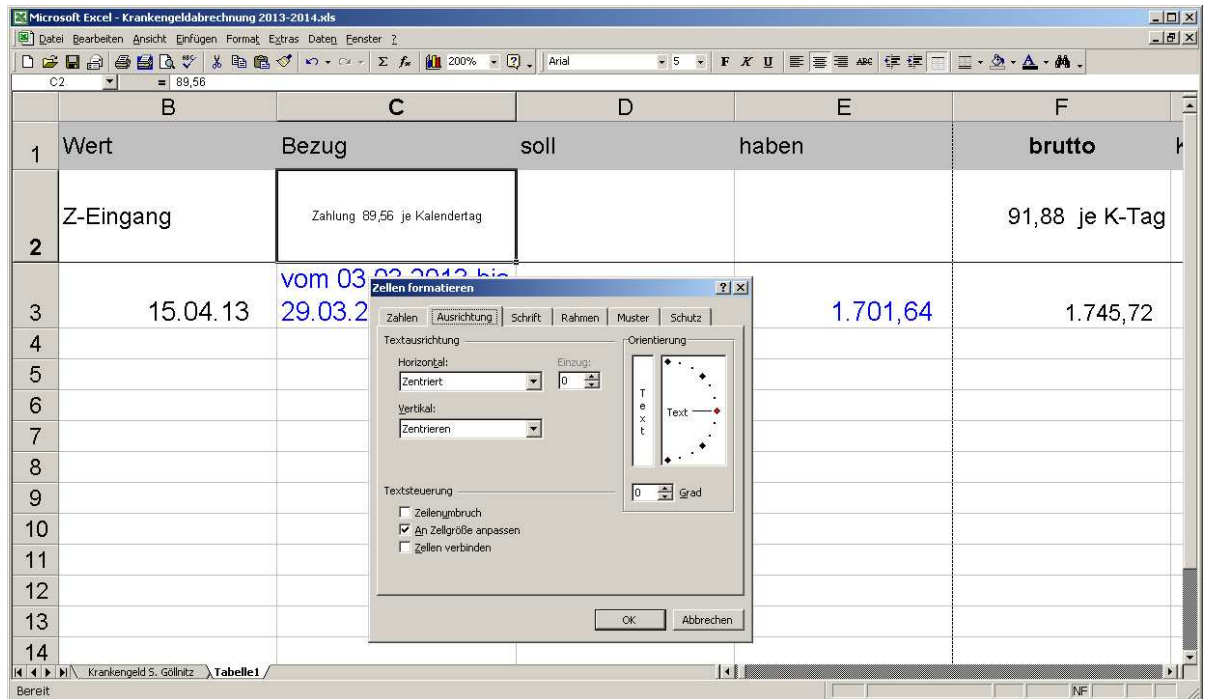 Microsoft Excel - Krankengeldabrechnung 2013-2014.xls
Datei Bearbeiten Ansicht Einfügen Format Extras Daten Fenster ?
200% Arial 5 F K U
C2 = 89,56
B C D E F
1 Wert Bezug soll haben brutto
2 Z-Eingang Zahlung 89,56 je Kalendertag 91,88 je K-Tag
3 15.04.13 vom 03.03.2013 bis 1.701,64 1.745,72
29.03.2
Zellen formatieren
Zahlen Ausrichtung Schrift Rahmen Muster Schutz
Textausrichtung Orientierung
Horizontal: Einzug:
Zentriert 0
Vertikal:
Zentrieren
Text Text
Textsteuerung 0 Grad
Zeilenumbruch
An Zellgröße anpassen
Zellen verbinden
OK Abbrechen
4
5
6
7
8
9
10
11
12
13
14
Krankengeld S. Göllnitz Tabelle1
Bereit NF